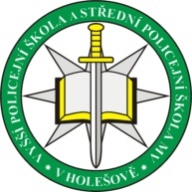 VYŠŠÍ POLICEJNÍ ŠKOLA A STŘEDNÍ POLICEJNÍ ŠKOLA MV
V HOLEŠOVĚ